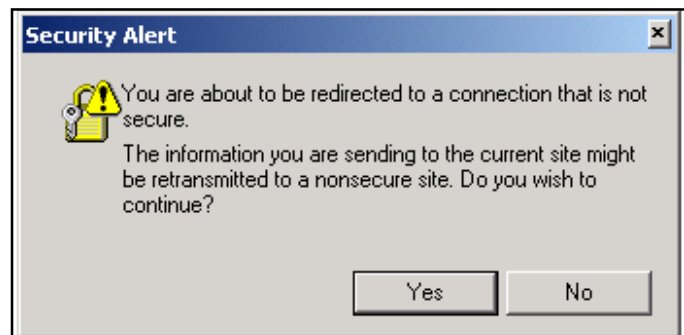 Security Alert
You are about to be redirected to a connection that is not
secure.
The information you are sending to the current site might
be retransmitted to a nonsecure site. Do you wish to
continue?
Yes No